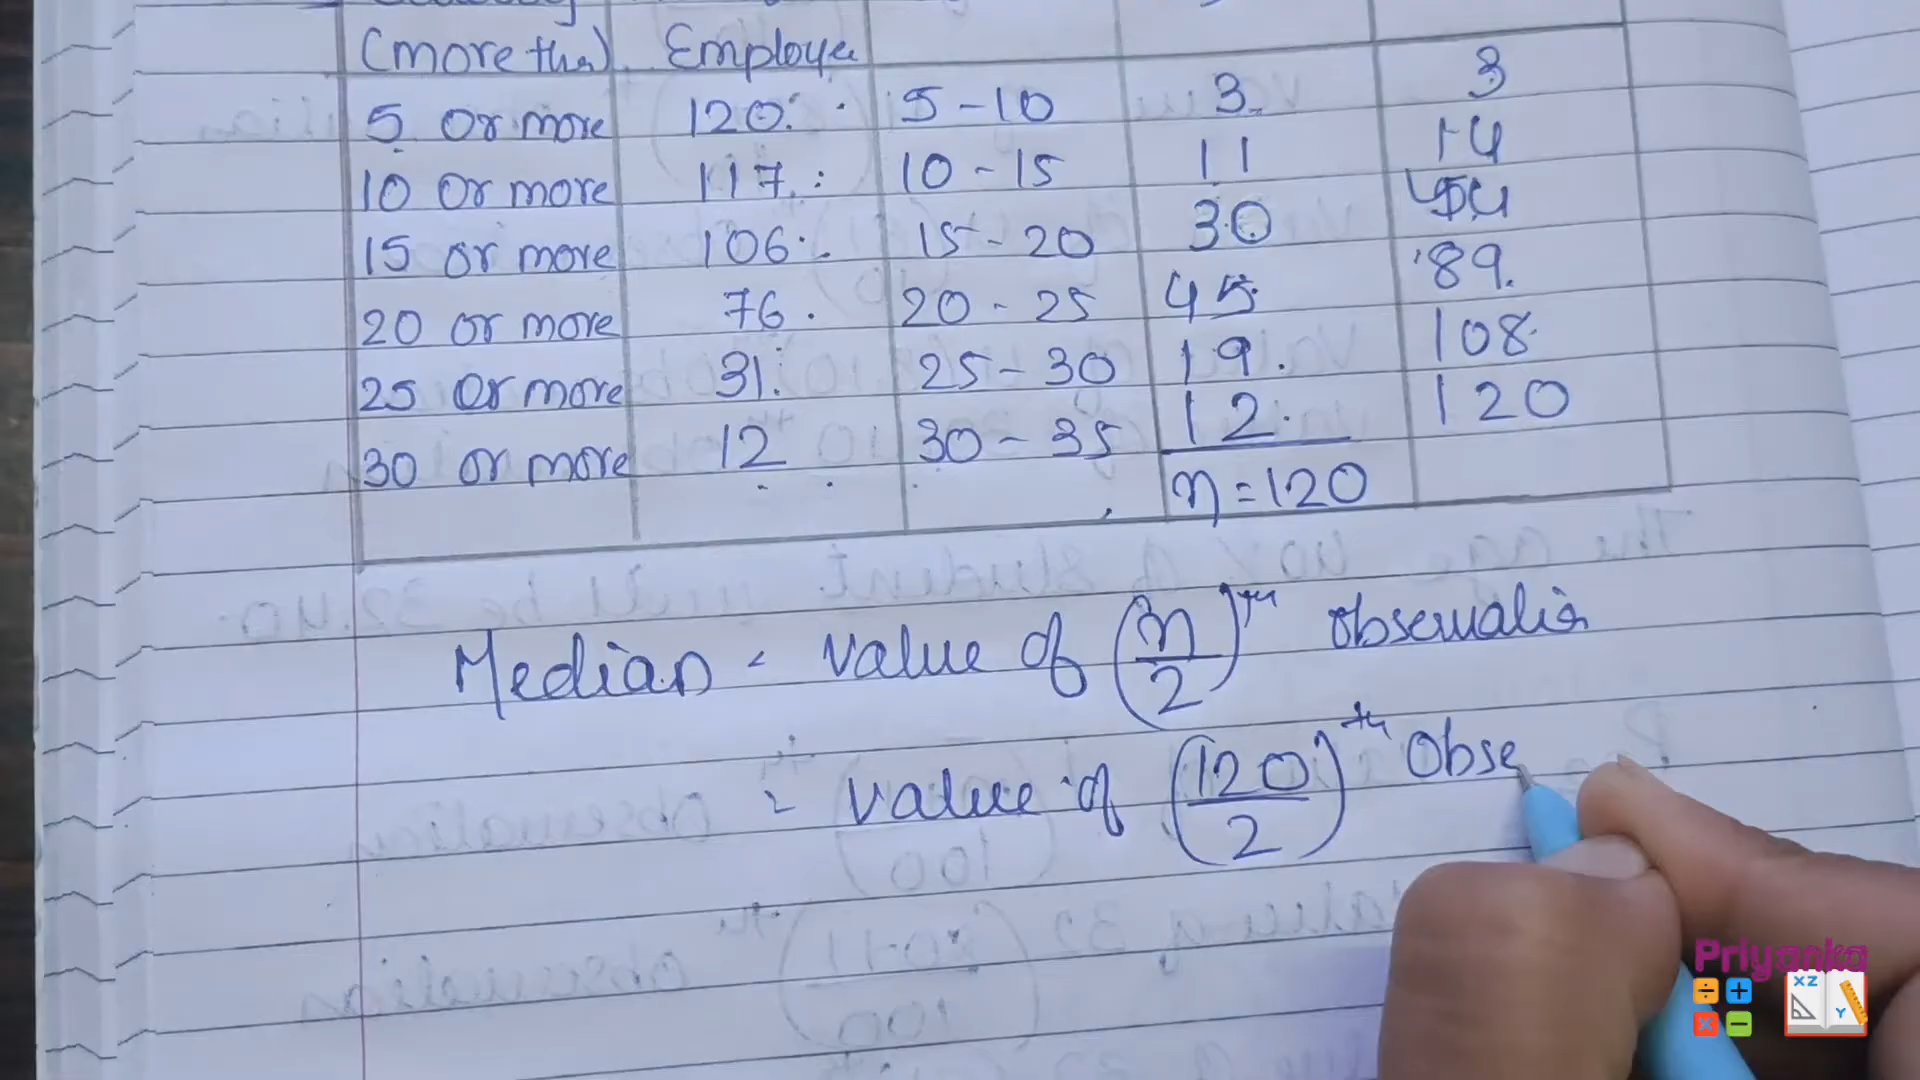 (more than) Employee
5 or more 120 5-10 3 3
10 or more 117 10-15 11 14
15 or more 106 15-20 30 44
20 or more 76 20-25 45 89
25 or more 31 25-30 19 108
30 or more 12 30-35 12 120
n=120
Median = value of (n/2)th observation
= value of (120/2)th Obse
Priyanka
XZ
Y